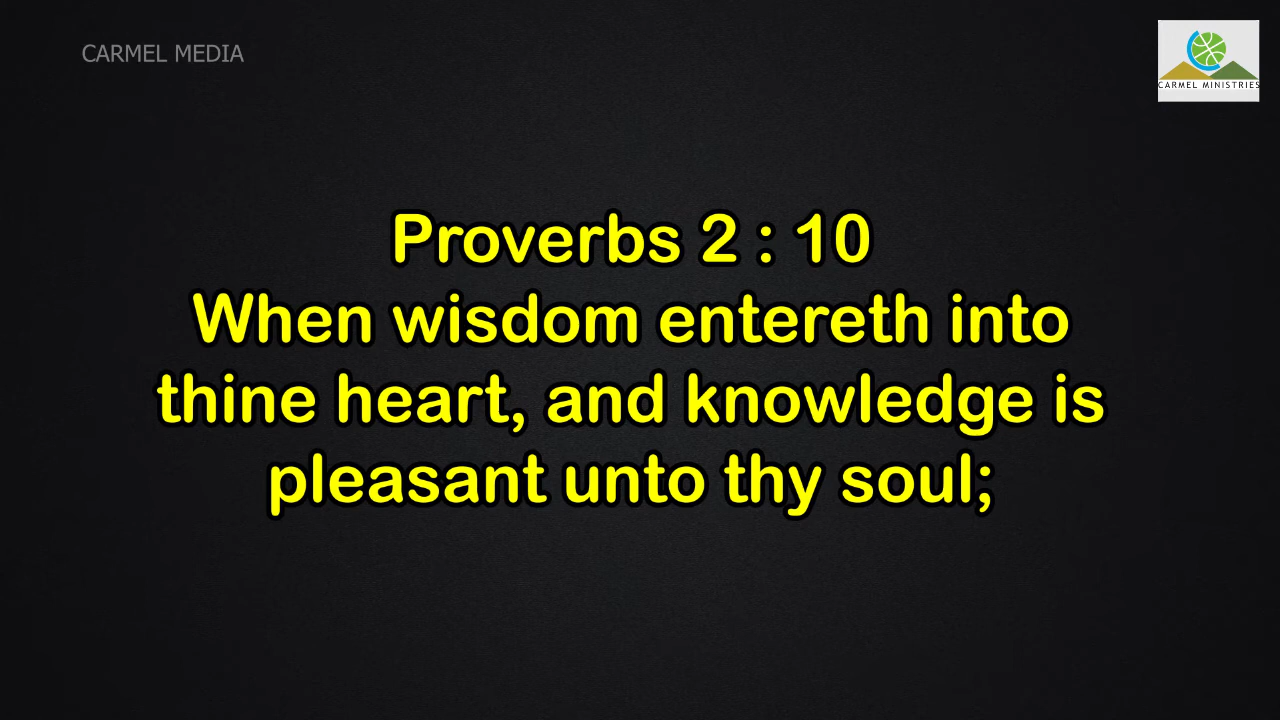 CARMEL MEDIA
CARMEL MINISTRIES
Proverbs 2 : 10
When wisdom entereth into
thine heart, and knowledge is
pleasant unto thy soul;